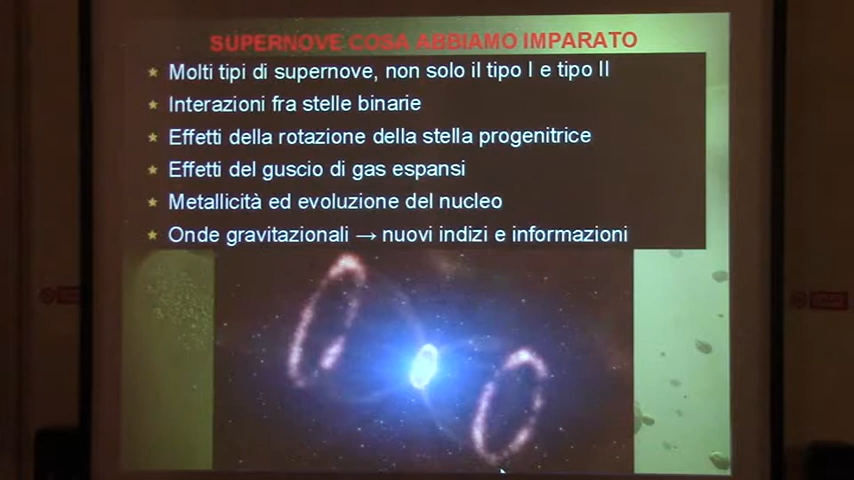 SUPERNOVE COSA ABBIAMO IMPARATO
Molti tipi di supernove, non solo il tipo I e tipo II
Interazioni fra stelle binarie
Effetti della rotazione della stella progenitrice
Effetti del guscio di gas espansi
Metallicità ed evoluzione del nucleo
Onde gravitazionali → nuovi indizi e informazioni